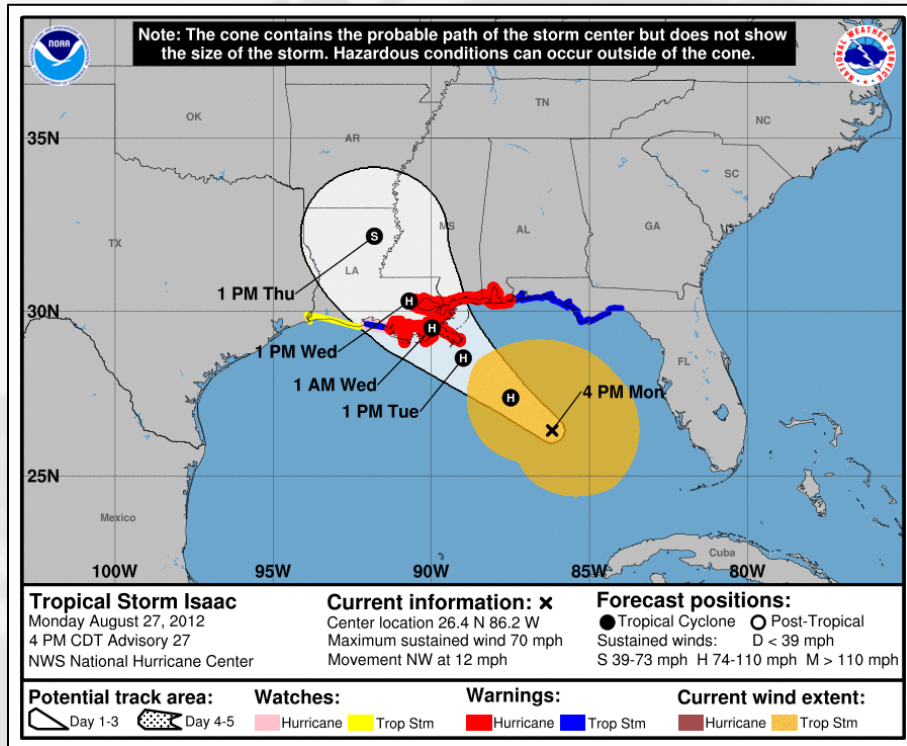 Note: The cone contains the probable path of the storm center but does not show
the size of the storm. Hazardous conditions can occur outside of the cone.
NOAA
NATIONAL WEATHER SERVICE
OK
TN
NC
35N
AR
SC
MS
AL
GA
TX
S
LA
1 PM Thu
H
30N
1 PM Wed
H
1 AM Wed
H
FL
1 PM Tue
H
4 PM Mon
25N
Mexico
Cuba
100W
95W
90W
85W
80W
Tropical Storm Isaac
Monday August 27, 2012
4 PM CDT Advisory 27
NWS National Hurricane Center
Current information: x
Center location 26.4 N 86.2 W
Maximum sustained wind 70 mph
Movement NW at 12 mph
Forecast positions:
Tropical Cyclone Post-Tropical
Sustained winds: D < 39 mph
S 39-73 mph H 74-110 mph M > 110 mph
Potential track area:
Day 1-3 Day 4-5
Watches:
Hurricane Trop Stm
Warnings:
Hurricane Trop Stm
Current wind extent:
Hurricane Trop Stm